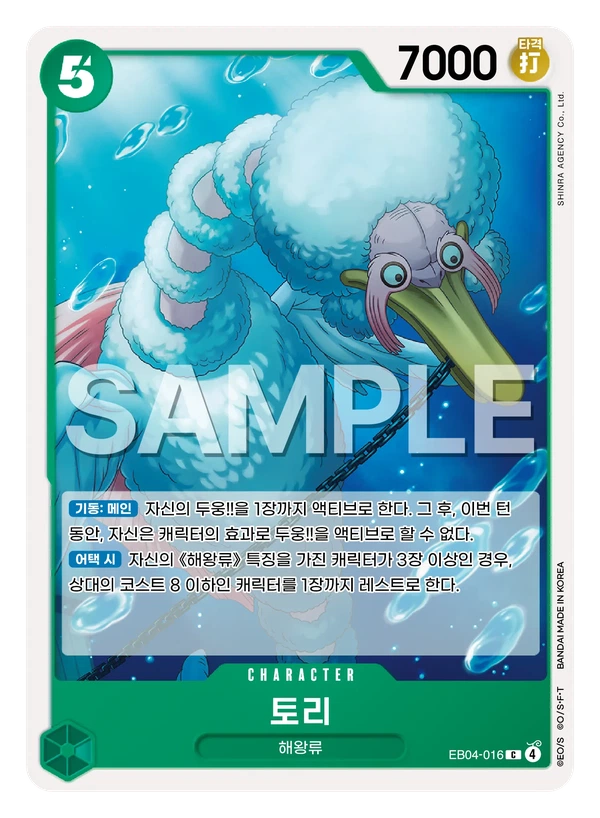 5
7000
타격
打
SHINRA AGENCY Co., Ltd.
SAMPLE
기동: 메인 자신의 두웅!!을 1장까지 액티브로 한다. 그 후, 이번 턴
동안, 자신은 캐릭터의 효과로 두웅!!을 액티브로 할 수 없다.
어택 시 자신의 《해왕류》 특징을 가진 캐릭터가 3장 이상인 경우,
상대의 코스트 8 이하인 캐릭터를 1장까지 레스트로 한다.
©EO/S ©O/S·F·T BANDAI MADE IN KOREA
CHARACTER
토리
해왕류
EB04-016 C 4